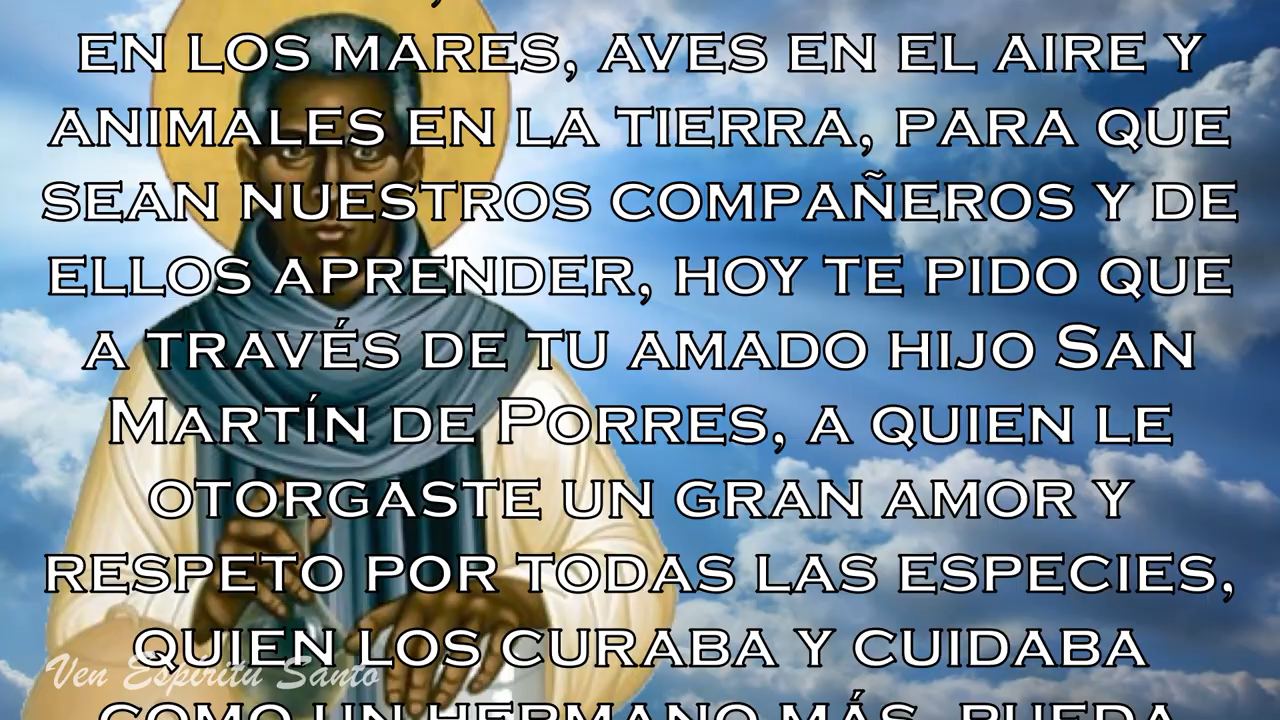 EN LOS MARES, AVES EN EL AIRE Y
ANIMALES EN LA TIERRA, PARA QUE
SEAN NUESTROS COMPAÑEROS Y DE
ELLOS APRENDER, HOY TE PIDO QUE
A TRAVÉS DE TU AMADO HIJO SAN
MARTÍN DE PORRES, A QUIEN LE
OTORGASTE UN GRAN AMOR Y
RESPETO POR TODAS LAS ESPECIES,
QUIEN LOS CURABA Y CUIDABA
Ven Espíritu Santo
COMO UN HERMANO MÁS, PUEDA